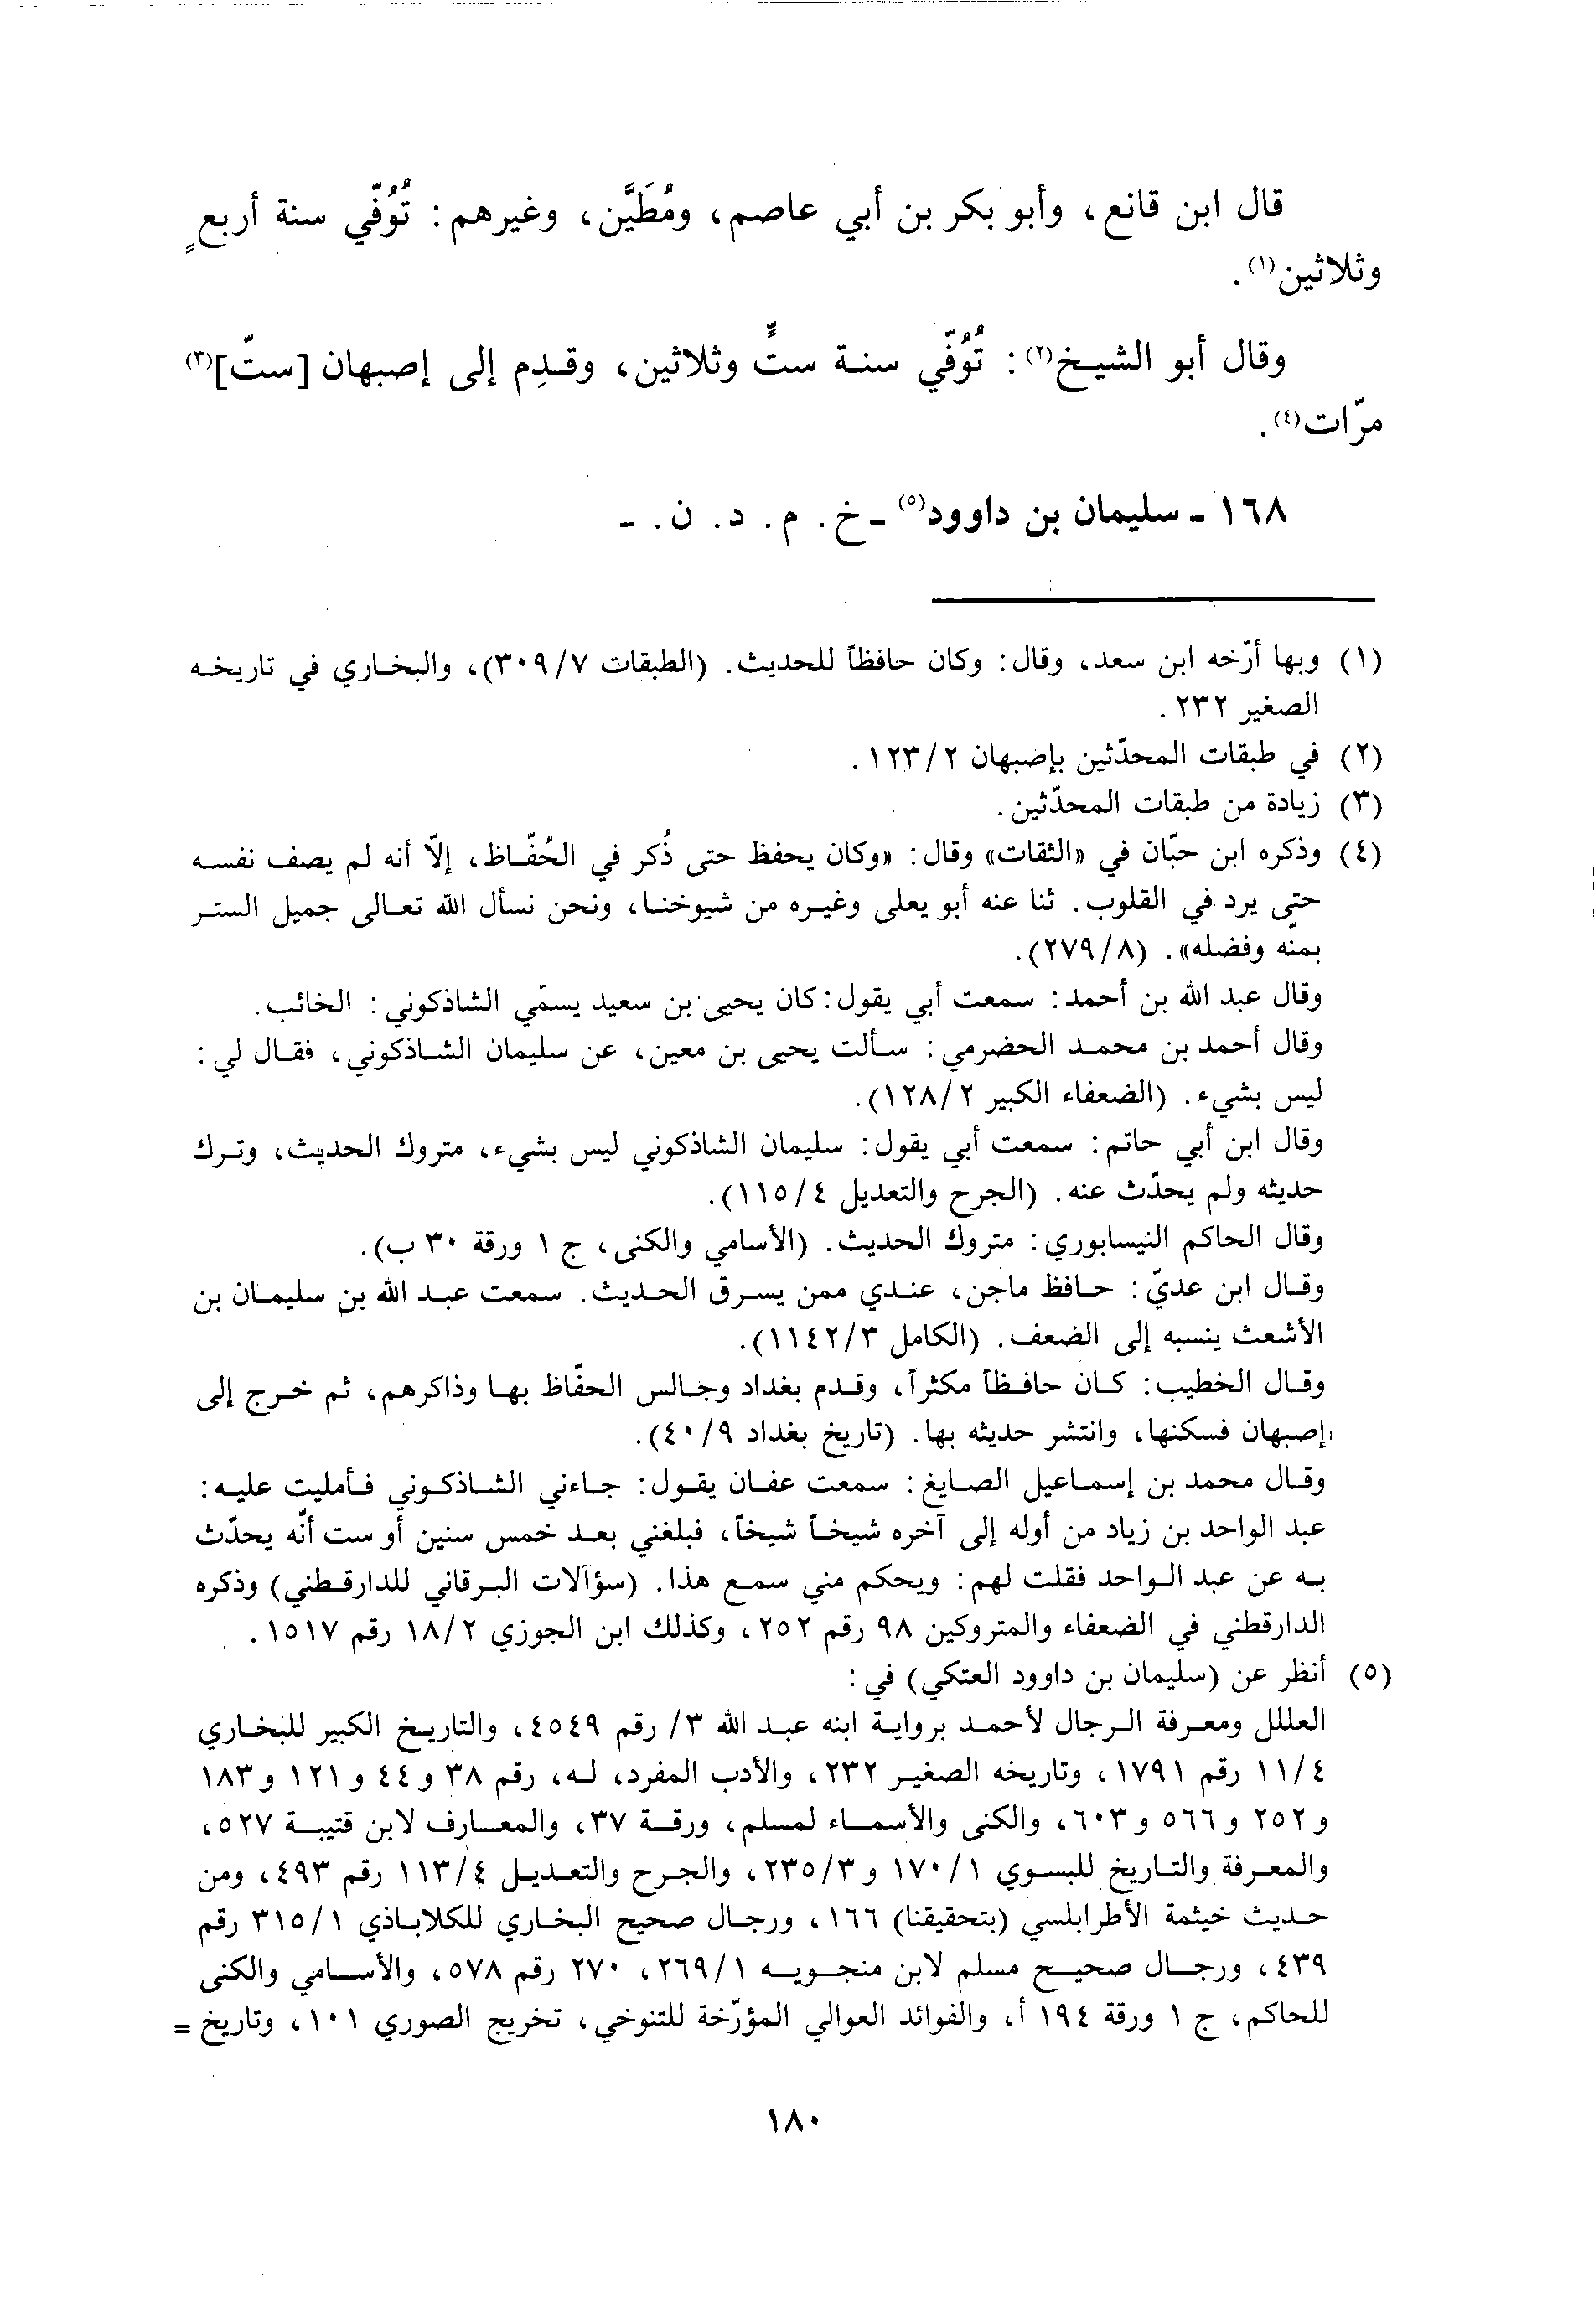 قال ابن قانع، وأبو بكر بن أبي عاصم، ومُطَيَّن، وغيرهم: تُوُفّي سنة أربعٍ
وثلاثين(١).
وقال أبو الشيخ(٢): تُوُفّي سنة ستٍّ وثلاثين، وقدِم إلى إصبهان [ستّ](٣)
مرّات(٤).
١٦٨ ـ سليمان بن داوود(٥) ـ خ. م. د. ن. ـ
(١) وبها أرّخه ابن سعد، وقال: وكان حافظاً للحديث. (الطبقات ٣٠٩/٧)، والبخاري في تاريخه
الصغير ٢٣٢.
(٢) في طبقات المحدّثين بإصبهان ١٢٣/٢.
(٣) زيادة من طبقات المحدّثين.
(٤) وذكره ابن حبّان في «الثقات» وقال: «وكان يحفظ حتى ذُكر في الحُفّاظ، إلّا أنه لم يصف نفسه
حتى يرد في القلوب. ثنا عنه أبو يعلى وغيره من شيوخنا، ونحن نسأل الله تعالى جميل الستر
بمنّه وفضله». (٢٧٩/٨).
وقال عبد الله بن أحمد: سمعت أبي يقول: كان يحيى بن سعيد يسمّي الشاذكوني: الخائب.
وقال أحمد بن محمد الحضرمي: سألت يحيى بن معين، عن سليمان الشاذكوني، فقال لي:
ليس بشيء. (الضعفاء الكبير ١٢٨/٢).
وقال ابن أبي حاتم: سمعت أبي يقول: سليمان الشاذكوني ليس بشيء، متروك الحديث، وترك
حديثه ولم يحدّث عنه. (الجرح والتعديل ١١٥/٤).
وقال الحاكم النيسابوري: متروك الحديث. (الأسامي والكنى، ج ١ ورقة ٣٠ ب).
وقال ابن عديّ: حافظ ماجن، عندي ممن يسرق الحديث. سمعت عبد الله بن سليمان بن
الأشعث ينسبه إلى الضعف. (الكامل ١١٤٢/٣).
وقال الخطيب: كان حافظاً مكثراً، وقدم بغداد وجالس الحفّاظ بها وذاكرهم، ثم خرج إلى
إصبهان فسكنها، وانتشر حديثه بها. (تاريخ بغداد ٤٠/٩).
وقال محمد بن إسماعيل الصايغ: سمعت عفان يقول: جاءني الشاذكوني فأمليت عليه:
عبد الواحد بن زياد من أوله إلى آخره شيخاً شيخاً، فبلغني بعد خمس سنين أو ست أنّه يحدّث
به عن عبد الواحد فقلت لهم: ويحكم مني سمع هذا. (سؤآلات البرقاني للدارقطني) وذكره
الدارقطني في الضعفاء والمتروكين ٩٨ رقم ٢٥٢، وكذلك ابن الجوزي ١٨/٢ رقم ١٥١٧.
(٥) أنظر عن (سليمان بن داوود العتكي) في:
العللل ومعرفة الرجال لأحمد برواية ابنه عبد الله ٣/ رقم ٤٥٤٩، والتاريخ الكبير للبخاري
١١/٤ رقم ١٧٩١، وتاريخه الصغير ٢٣٢، والأدب المفرد، له، رقم ٣٨ و٤٤ و١٢١ و١٨٣
و٢٥٢ و٥٦٦ و٦٠٣، والكنى والأسماء لمسلم، ورقة ٣٧، والمعارف لابن قتيبة ٥٢٧،
والمعرفة والتاريخ للبسوي ١٧٠/١ و٢٣٥/٣، والجرح والتعديل ١١٣/٤ رقم ٤٩٣، ومن
حديث خيثمة الأطرابلسي (بتحقيقنا) ١٦٦، ورجال صحيح البخاري للكلاباذي ٣١٥/١ رقم
٤٣٩، ورجال صحيح مسلم لابن منجويه ٢٦٩/١، ٢٧٠ رقم ٥٧٨، والأسامي والكنى
للحاكم، ج ١ ورقة ١٩٤ أ، والفوائد العوالي المؤرّخة للتنوخي، تخريج الصوري ١٠١، وتاريخ =
١٨٠